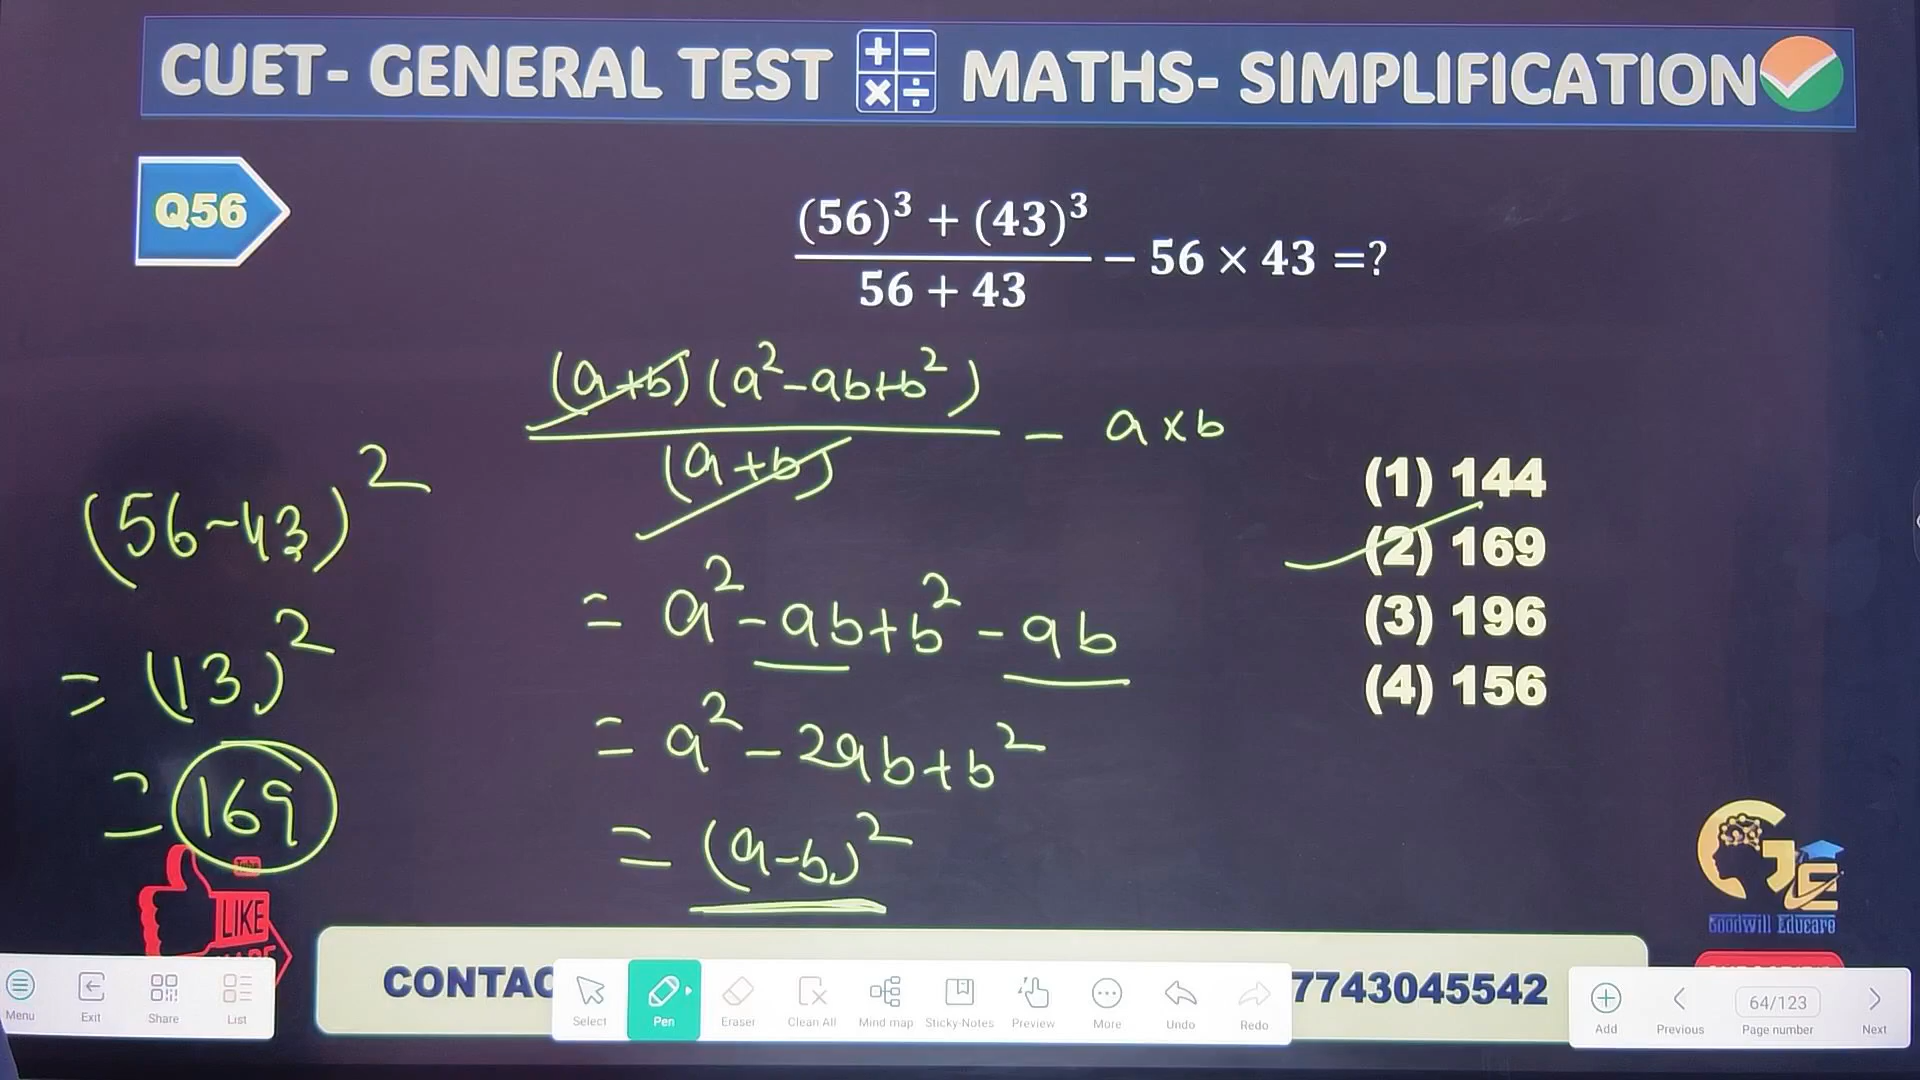 CUET- GENERAL TEST MATHS- SIMPLIFICATION
Q56
(56)³ + (43)³
56 + 43
− 56 × 43 =?
(a+b)(a²-ab+b²)
(a+b)
- a×b
= a²-ab+b²-ab
= a²-2ab+b²
= (a-b)²
(56-43)²
= (13)²
= 169
(1) 144
(2) 169
(3) 196
(4) 156
LIKE
Goodwill Educare
7743045542
Menu
Exit
Share
List
Select
Pen
Eraser
Clean All
Mind map
Sticky-Notes
Preview
More
Undo
Redo
Add
Previous
64/123
Page number
Next